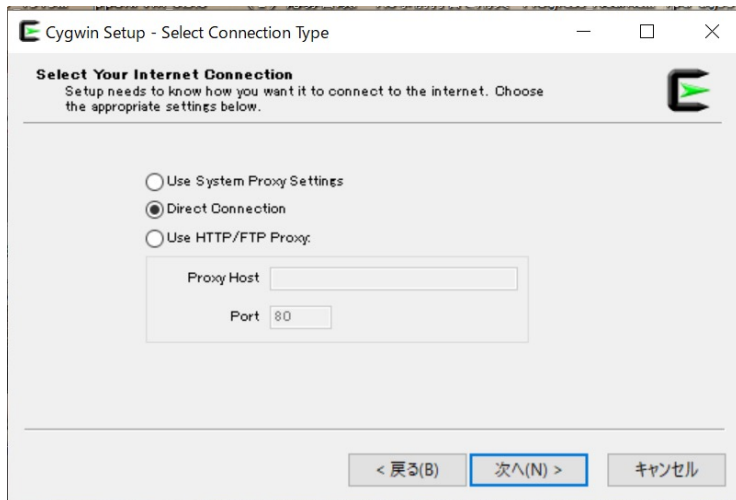 Cygwin Setup - Select Connection Type
Select Your Internet Connection
Setup needs to know how you want it to connect to the internet. Choose
the appropriate settings below.
Use System Proxy Settings
Direct Connection
Use HTTP/FTP Proxy:
Proxy Host
Port 80
< 戻る(B) 次へ(N) > キャンセル